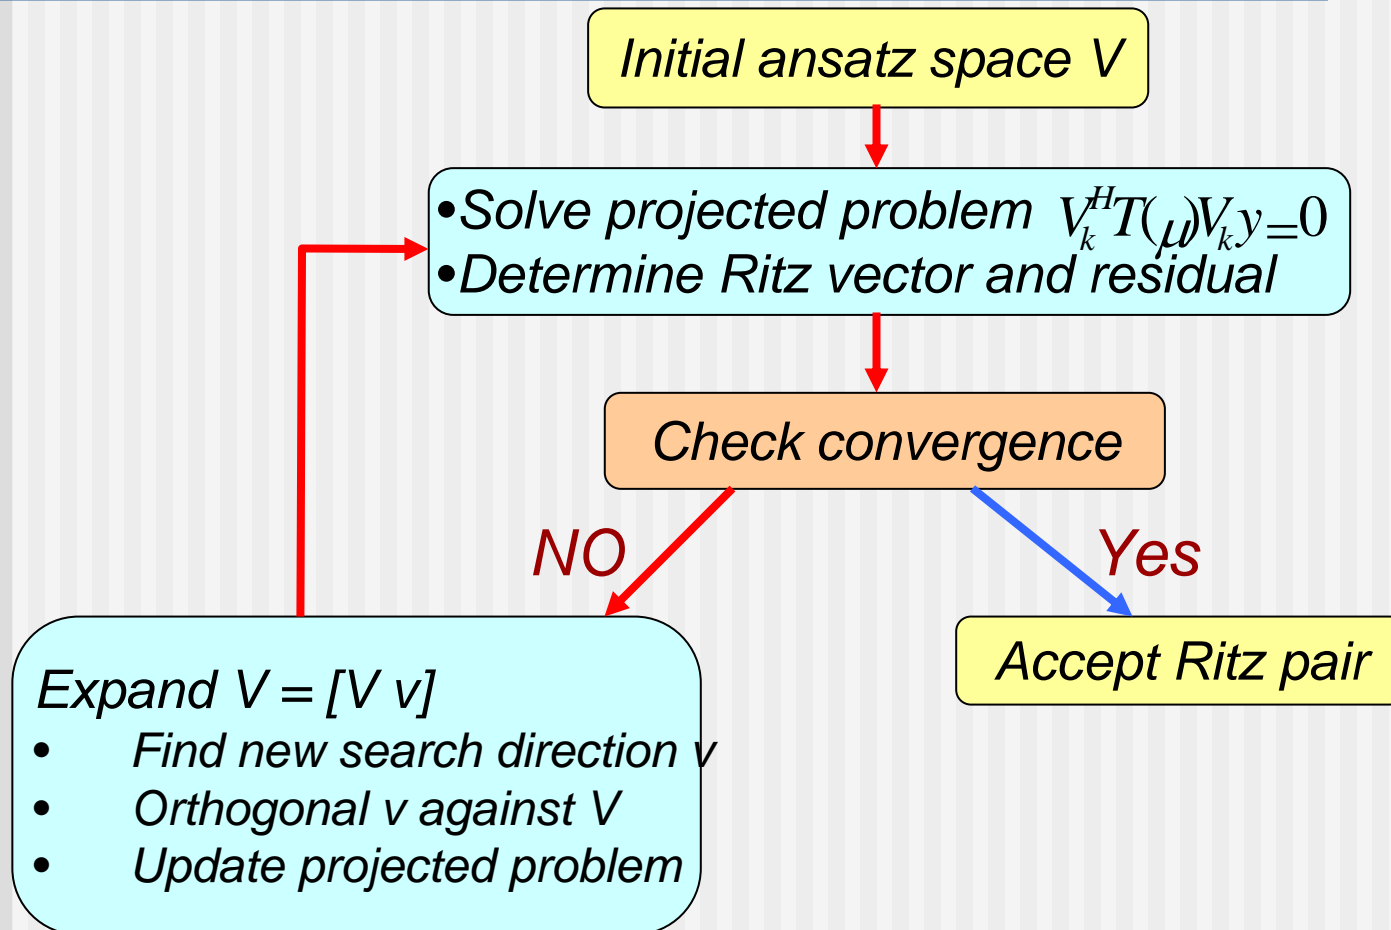 Initial ansatz space V
•Solve projected problem $V_k^H T(\mu) V_k y = 0$
•Determine Ritz vector and residual
Check convergence
NO
Yes
Accept Ritz pair
Expand V = [V v]
• Find new search direction v
• Orthogonal v against V
• Update projected problem